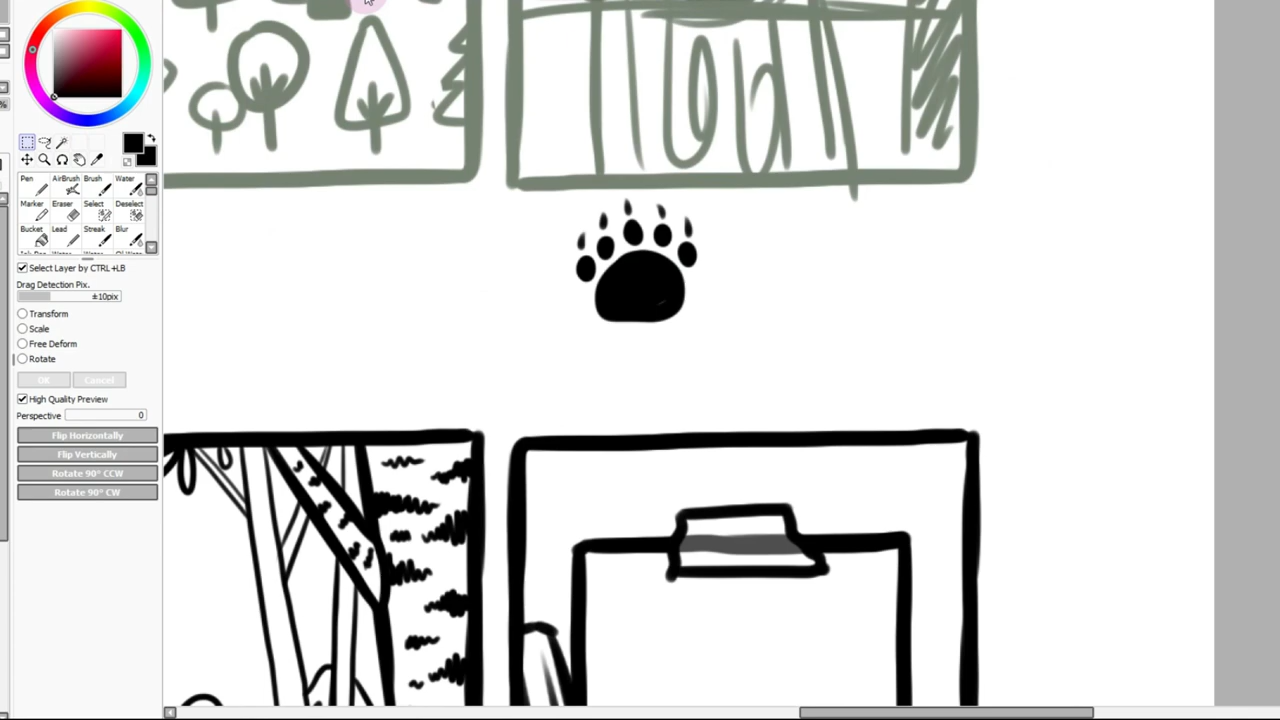 %
Pen AirBrush Brush Water
Marker Eraser Select Deselect
Bucket Lead Streak Blur
Select Layer by CTRL+LB
Drag Detection Pix.
±10pix
Transform
Scale
Free Deform
Rotate
OK Cancel
High Quality Preview
Perspective 0
Flip Horizontally
Flip Vertically
Rotate 90° CCW
Rotate 90° CW